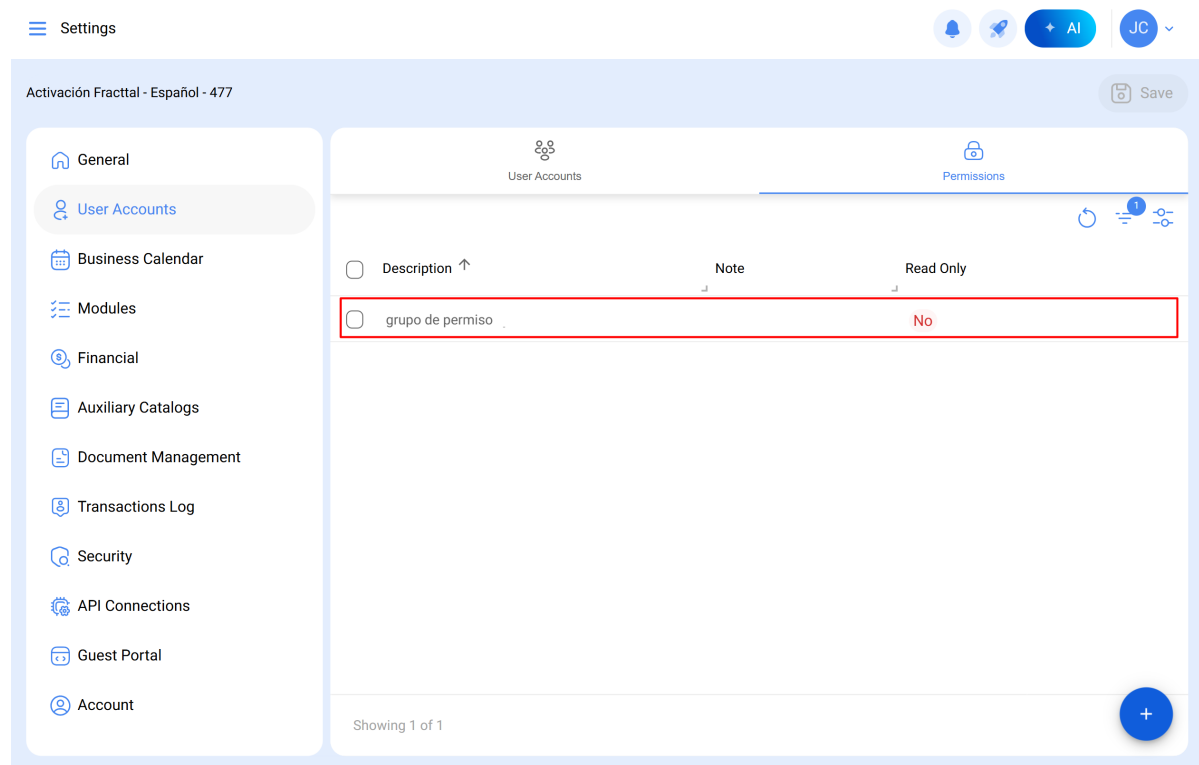 Settings
AI
JC
Activación Fracttal - Español - 477
Save
General
User Accounts
Business Calendar
Modules
Financial
Auxiliary Catalogs
Document Management
Transactions Log
Security
API Connections
Guest Portal
Account
User Accounts
Permissions
1
Description Note Read Only
grupo de permiso No
Showing 1 of 1